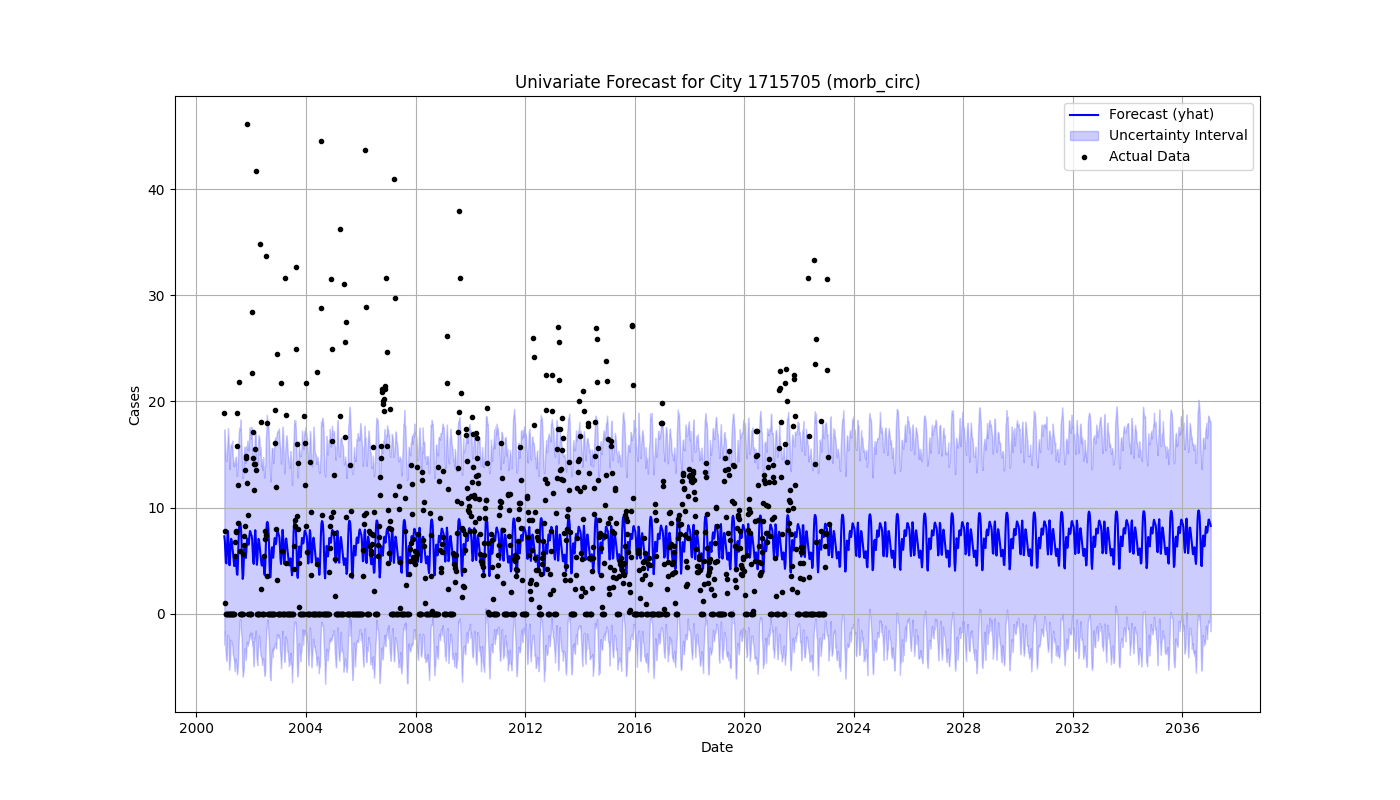 Univariate Forecast for City 1715705 (morb_circ)
Forecast (yhat)
Uncertainty Interval
Actual Data
Cases
40
30
20
10
0
2000 2004 2008 2012 2016 2020 2024 2028 2032 2036
Date